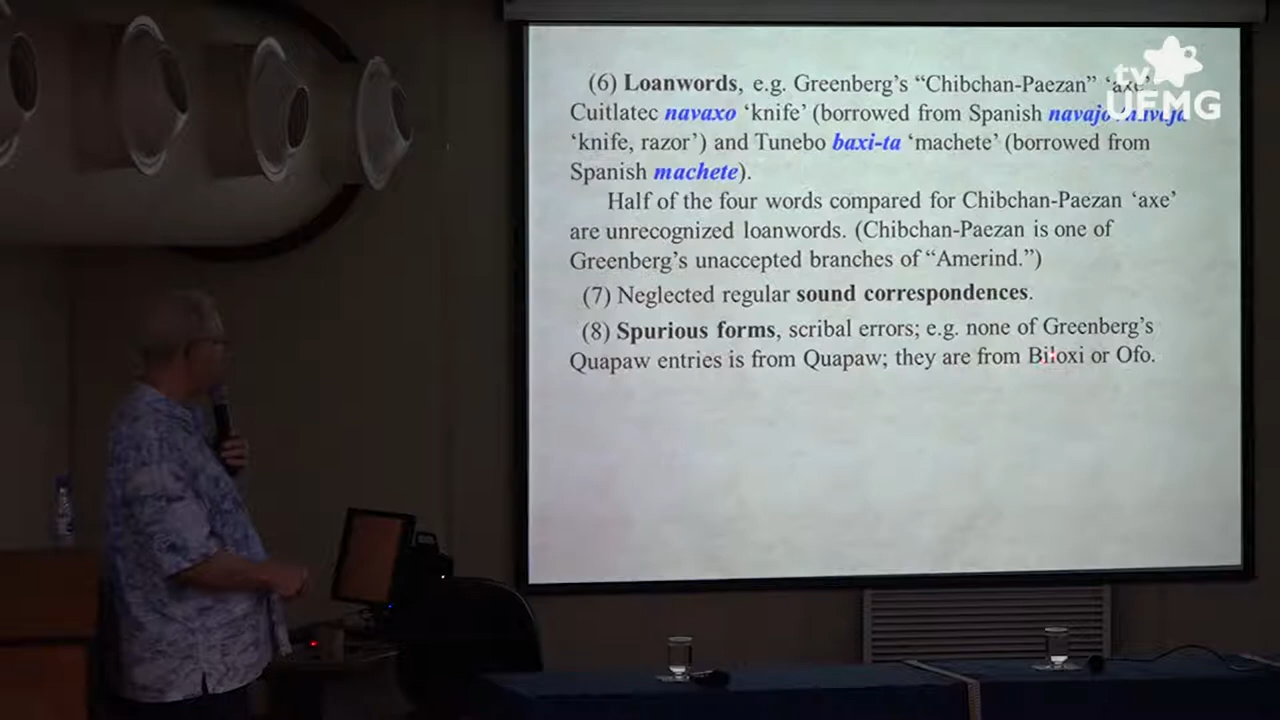 (6) Loanwords, e.g. Greenberg's "Chibchan-Paezan" 'axe'
Cuitlatec navaxo 'knife' (borrowed from Spanish navajo/navaja
'knife, razor') and Tunebo baxi-ta 'machete' (borrowed from
Spanish machete).
Half of the four words compared for Chibchan-Paezan 'axe'
are unrecognized loanwords. (Chibchan-Paezan is one of
Greenberg's unaccepted branches of "Amerind.")
(7) Neglected regular sound correspondences.
(8) Spurious forms, scribal errors; e.g. none of Greenberg's
Quapaw entries is from Quapaw; they are from Biloxi or Ofo.
tv
UFMG